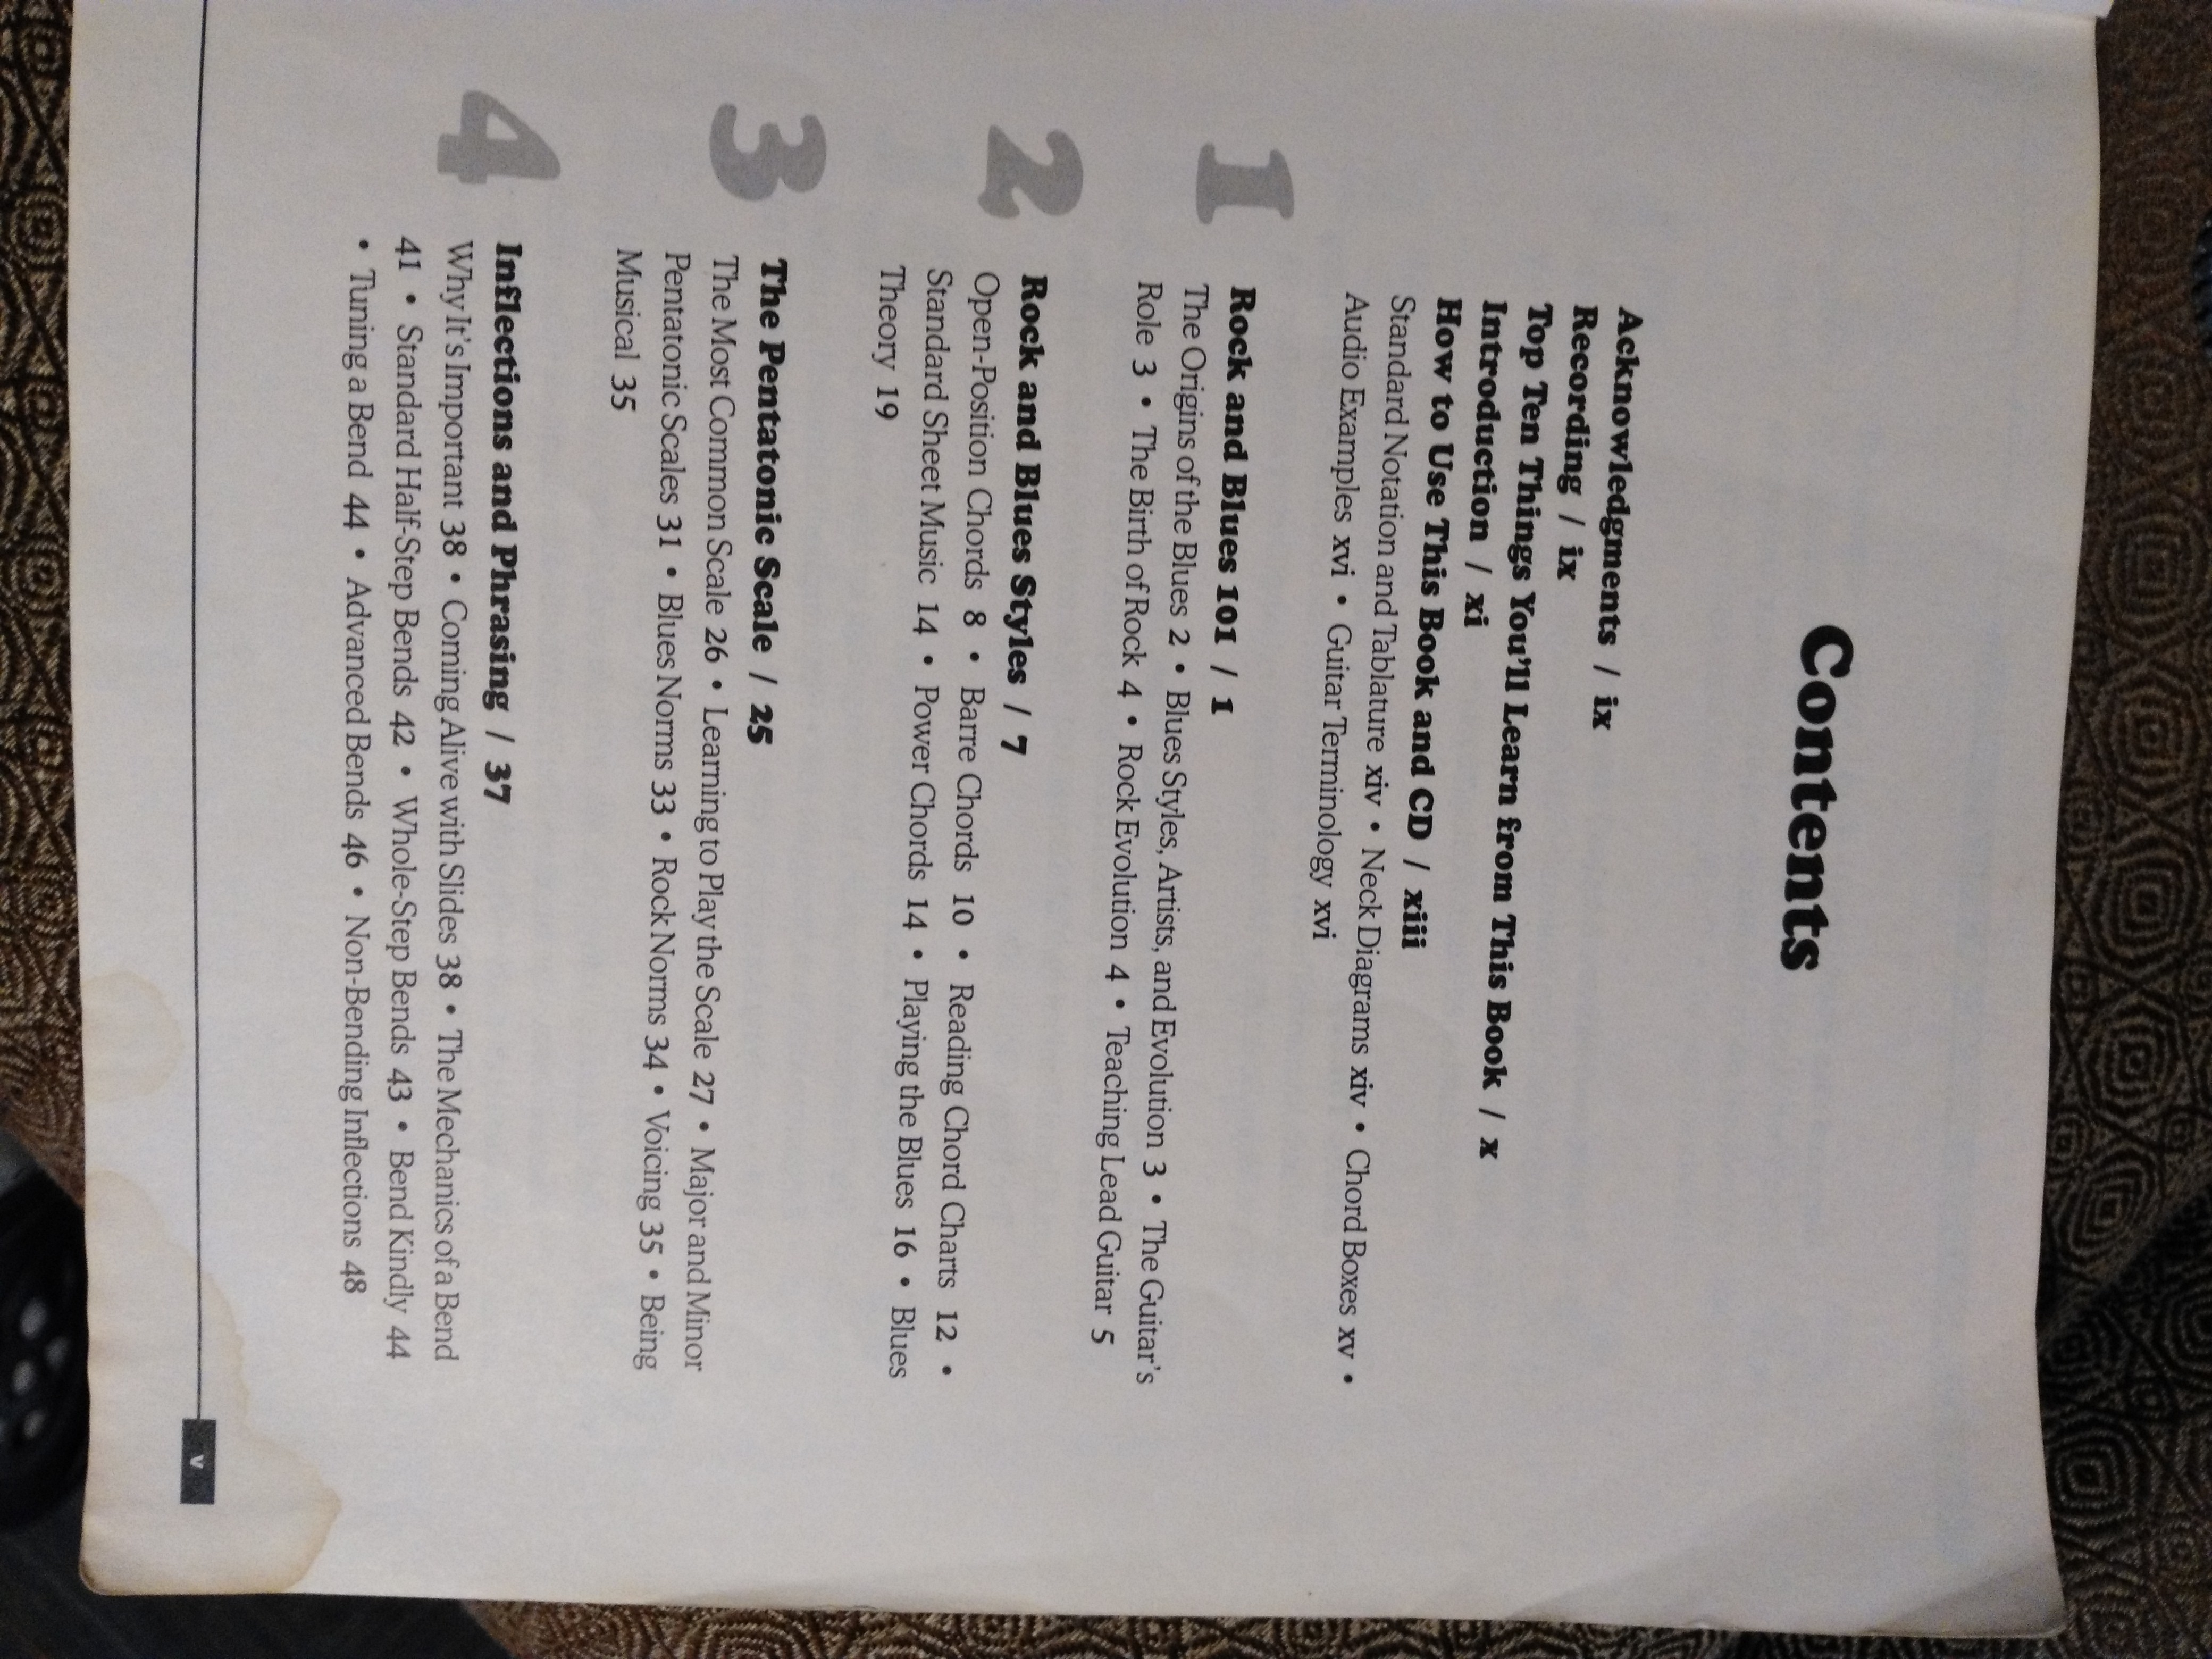 Contents
Acknowledgments / ix
Recording / ix
Top Ten Things You'll Learn from This Book / x
Introduction / xi
How to Use This Book and CD / xiii
Standard Notation and Tablature xiv • Neck Diagrams xiv • Chord Boxes xv •
Audio Examples xvi • Guitar Terminology xvi
1
Rock and Blues 101 / 1
The Origins of the Blues 2 • Blues Styles, Artists, and Evolution 3 • The Guitar's
Role 3 • The Birth of Rock 4 • Rock Evolution 4 • Teaching Lead Guitar 5
2
Rock and Blues Styles / 7
Open-Position Chords 8 • Barre Chords 10 • Reading Chord Charts 12 •
Standard Sheet Music 14 • Power Chords 14 • Playing the Blues 16 • Blues
Theory 19
3
The Pentatonic Scale / 25
The Most Common Scale 26 • Learning to Play the Scale 27 • Major and Minor
Pentatonic Scales 31 • Blues Norms 33 • Rock Norms 34 • Voicing 35 • Being
Musical 35
4
Inflections and Phrasing / 37
Why It's Important 38 • Coming Alive with Slides 38 • The Mechanics of a Bend
41 • Standard Half-Step Bends 42 • Whole-Step Bends 43 • Bend Kindly 44
• Tuning a Bend 44 • Advanced Bends 46 • Non-Bending Inflections 48
v